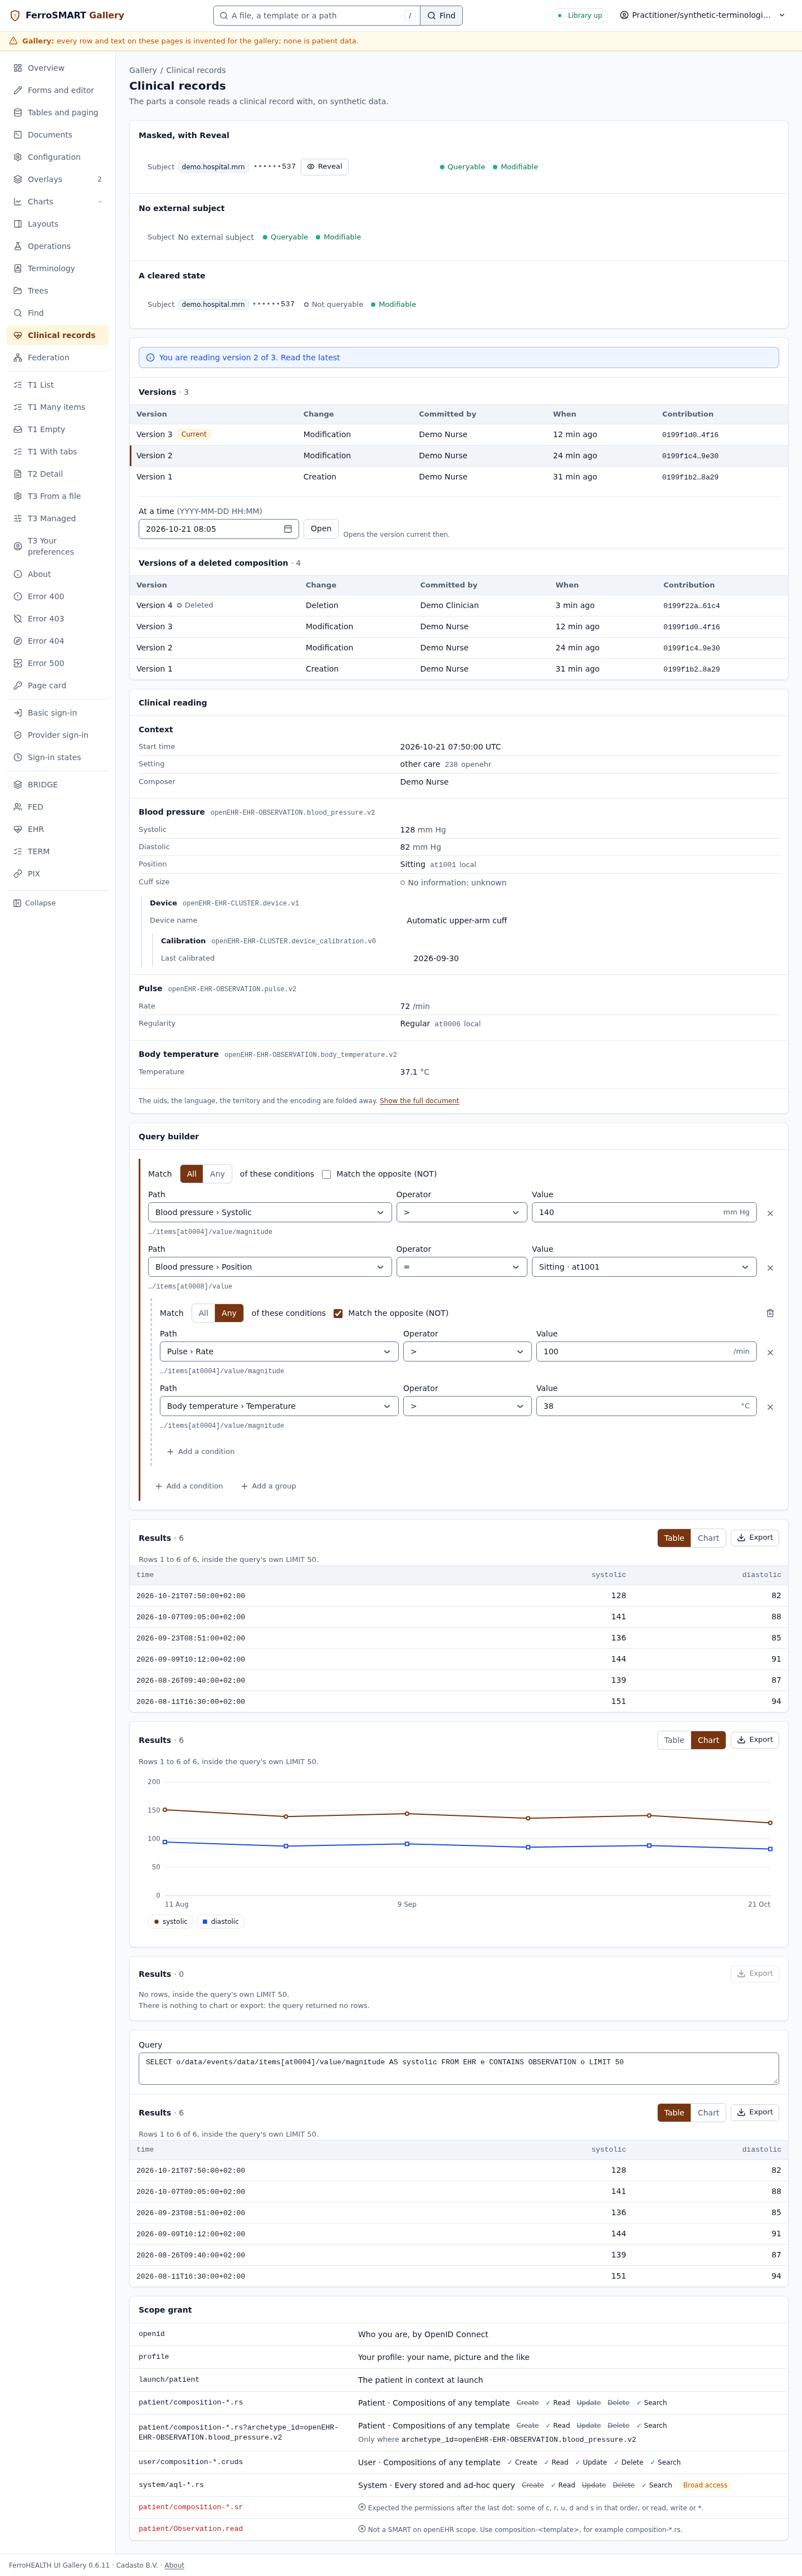 FerroSMART Gallery
A file, a template or a path
/
Find
Library up
Practitioner/synthetic-terminologi...
Gallery: every row and text on these pages is invented for the gallery; none is patient data.
Overview
Forms and editor
Tables and paging
Documents
Configuration
Overlays 2
Charts –
Layouts
Operations
Terminology
Trees
Find
Clinical records
Federation
T1 List
T1 Many items
T1 Empty
T1 With tabs
T2 Detail
T3 From a file
T3 Managed
T3 Your
preferences
About
Error 400
Error 403
Error 404
Error 500
Page card
Basic sign-in
Provider sign-in
Sign-in states
BRIDGE
FED
EHR
TERM
PIX
Collapse
Gallery / Clinical records
Clinical records
The parts a console reads a clinical record with, on synthetic data.
Masked, with Reveal
Subject demo.hospital.mrn ••••••537 Reveal Queryable Modifiable
No external subject
Subject No external subject Queryable Modifiable
A cleared state
Subject demo.hospital.mrn ••••••537 Not queryable Modifiable
You are reading version 2 of 3. Read the latest
Versions · 3
Version Change Committed by When Contribution
Version 3 Current Modification Demo Nurse 12 min ago 0199f1d0…4f16
Version 2 Modification Demo Nurse 24 min ago 0199f1c4…9e30
Version 1 Creation Demo Nurse 31 min ago 0199f1b2…8a29
At a time (YYYY-MM-DD HH:MM)
2026-10-21 08:05 Open Opens the version current then.
Versions of a deleted composition · 4
Version Change Committed by When Contribution
Version 4 Deleted Deletion Demo Clinician 3 min ago 0199f22a…61c4
Version 3 Modification Demo Nurse 12 min ago 0199f1d0…4f16
Version 2 Modification Demo Nurse 24 min ago 0199f1c4…9e30
Version 1 Creation Demo Nurse 31 min ago 0199f1b2…8a29
Clinical reading
Context
Start time 2026-10-21 07:50:00 UTC
Setting other care 238 openehr
Composer Demo Nurse
Blood pressure openEHR-EHR-OBSERVATION.blood_pressure.v2
Systolic 128 mm Hg
Diastolic 82 mm Hg
Position Sitting at1001 local
Cuff size No information: unknown
Device openEHR-EHR-CLUSTER.device.v1
Device name Automatic upper-arm cuff
Calibration openEHR-EHR-CLUSTER.device_calibration.v0
Last calibrated 2026-09-30
Pulse openEHR-EHR-OBSERVATION.pulse.v2
Rate 72 /min
Regularity Regular at0006 local
Body temperature openEHR-EHR-OBSERVATION.body_temperature.v2
Temperature 37.1 °C
The uids, the language, the territory and the encoding are folded away. Show the full document
Query builder
Match All Any of these conditions Match the opposite (NOT)
Path Operator Value
Blood pressure › Systolic > 140 mm Hg
…/items[at0004]/value/magnitude
Path Operator Value
Blood pressure › Position = Sitting · at1001
…/items[at0008]/value
Match All Any of these conditions Match the opposite (NOT)
Path Operator Value
Pulse › Rate > 100 /min
…/items[at0004]/value/magnitude
Path Operator Value
Body temperature › Temperature > 38 °C
…/items[at0004]/value/magnitude
Add a condition
Add a condition Add a group
Results · 6 Table Chart Export
Rows 1 to 6 of 6, inside the query's own LIMIT 50.
time systolic diastolic
2026-10-21T07:50:00+02:00 128 82
2026-10-07T09:05:00+02:00 141 88
2026-09-23T08:51:00+02:00 136 85
2026-09-09T10:12:00+02:00 144 91
2026-08-26T09:40:00+02:00 139 87
2026-08-11T16:30:00+02:00 151 94
Results · 6 Table Chart Export
Rows 1 to 6 of 6, inside the query's own LIMIT 50.
200
150
100
50
0
11 Aug 9 Sep 21 Oct
systolic diastolic
Results · 0 Export
No rows, inside the query's own LIMIT 50.
There is nothing to chart or export: the query returned no rows.
Query
SELECT o/data/events/data/items[at0004]/value/magnitude AS systolic FROM EHR e CONTAINS OBSERVATION o LIMIT 50
Results · 6 Table Chart Export
Rows 1 to 6 of 6, inside the query's own LIMIT 50.
time systolic diastolic
2026-10-21T07:50:00+02:00 128 82
2026-10-07T09:05:00+02:00 141 88
2026-09-23T08:51:00+02:00 136 85
2026-09-09T10:12:00+02:00 144 91
2026-08-26T09:40:00+02:00 139 87
2026-08-11T16:30:00+02:00 151 94
Scope grant
openid Who you are, by OpenID Connect
profile Your profile: your name, picture and the like
launch/patient The patient in context at launch
patient/composition-*.rs Patient · Compositions of any template Create ✓ Read Update Delete ✓ Search
patient/composition-*.rs?archetype_id=openEHR- Patient · Compositions of any template Create ✓ Read Update Delete ✓ Search
EHR-OBSERVATION.blood_pressure.v2 Only where archetype_id=openEHR-EHR-OBSERVATION.blood_pressure.v2
user/composition-*.cruds User · Compositions of any template ✓ Create ✓ Read ✓ Update ✓ Delete ✓ Search
system/aql-*.rs System · Every stored and ad-hoc query Create ✓ Read Update Delete ✓ Search Broad access
patient/composition-*.sr Expected the permissions after the last dot: some of c, r, u, d and s in that order, or read, write or *.
patient/Observation.read Not a SMART on openEHR scope. Use composition-<template>, for example composition-*.rs.
FerroHEALTH UI Gallery 0.6.11 · Cadasto B.V. · About